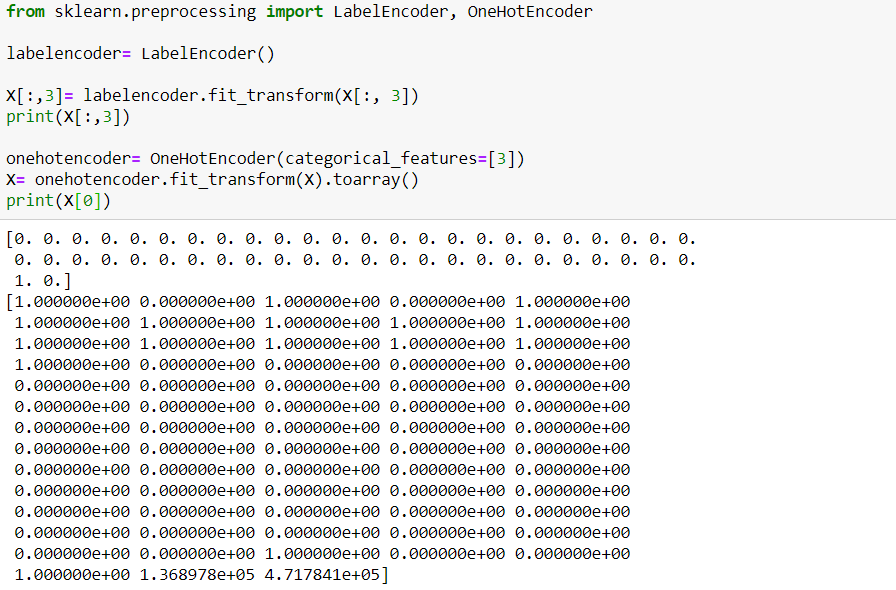 from sklearn.preprocessing import LabelEncoder, OneHotEncoder
labelencoder= LabelEncoder()
X[:,3]= labelencoder.fit_transform(X[:, 3])
print(X[:,3])
onehotencoder= OneHotEncoder(categorical_features=[3])
X= onehotencoder.fit_transform(X).toarray()
print(X[0])
[0. 0. 0. 0. 0. 0. 0. 0. 0. 0. 0. 0. 0. 0. 0. 0. 0. 0. 0. 0. 0. 0. 0. 0.
0. 0. 0. 0. 0. 0. 0. 0. 0. 0. 0. 0. 0. 0. 0. 0. 0. 0. 0. 0. 0. 0. 0. 0.
1. 0.]
[1.000000e+00 0.000000e+00 1.000000e+00 0.000000e+00 1.000000e+00
1.000000e+00 1.000000e+00 1.000000e+00 1.000000e+00 1.000000e+00
1.000000e+00 1.000000e+00 1.000000e+00 1.000000e+00 1.000000e+00
1.000000e+00 0.000000e+00 0.000000e+00 0.000000e+00 0.000000e+00
0.000000e+00 0.000000e+00 0.000000e+00 0.000000e+00 0.000000e+00
0.000000e+00 0.000000e+00 0.000000e+00 0.000000e+00 0.000000e+00
0.000000e+00 0.000000e+00 0.000000e+00 0.000000e+00 0.000000e+00
0.000000e+00 0.000000e+00 0.000000e+00 0.000000e+00 0.000000e+00
0.000000e+00 0.000000e+00 0.000000e+00 0.000000e+00 0.000000e+00
0.000000e+00 0.000000e+00 0.000000e+00 0.000000e+00 0.000000e+00
0.000000e+00 0.000000e+00 0.000000e+00 0.000000e+00 0.000000e+00
0.000000e+00 0.000000e+00 0.000000e+00 0.000000e+00 0.000000e+00
0.000000e+00 0.000000e+00 1.000000e+00 0.000000e+00 0.000000e+00
1.000000e+00 1.368978e+05 4.717841e+05]